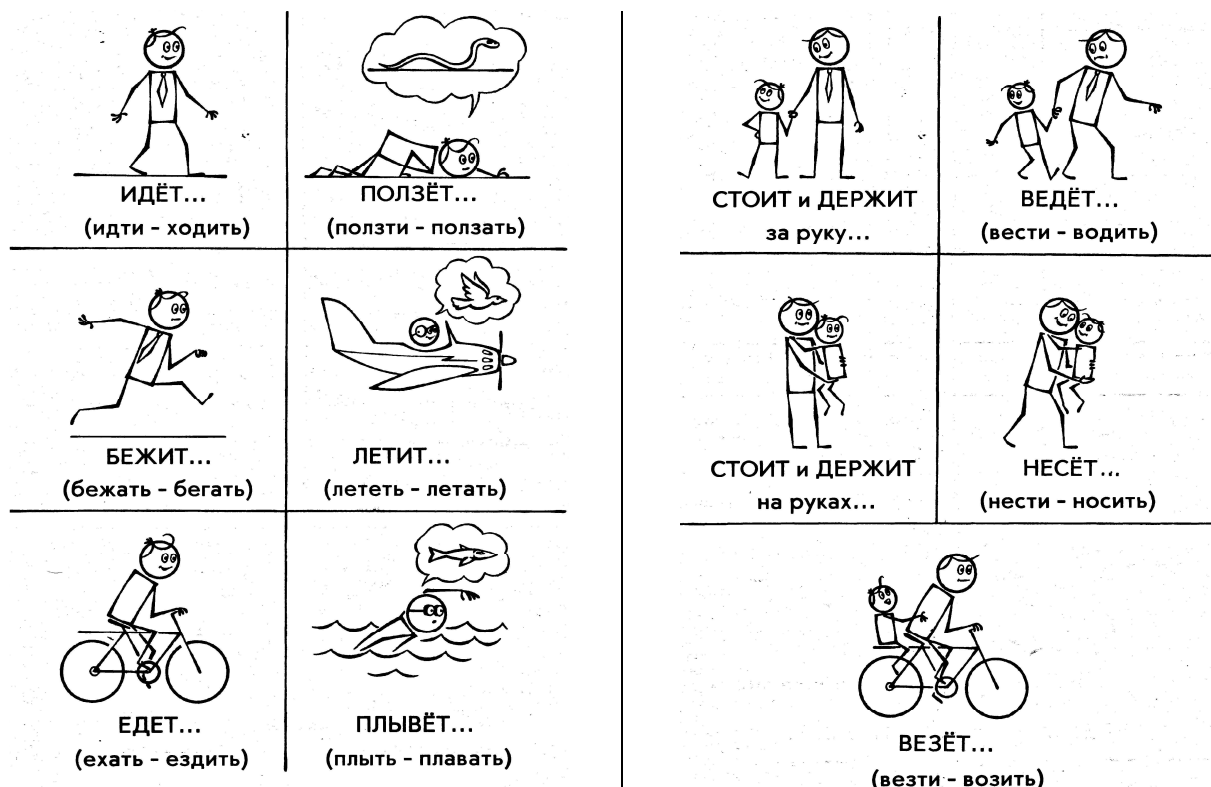 ИДЁТ...
(идти - ходить)
ПОЛЗЁТ...
(ползти - ползать)
БЕЖИТ...
(бежать - бегать)
ЛЕТИТ...
(лететь - летать)
ЕДЕТ...
(ехать - ездить)
ПЛЫВЁТ...
(плыть - плавать)
СТОИТ и ДЕРЖИТ
за руку...
ВЕДЁТ...
(вести - водить)
СТОИТ и ДЕРЖИТ
на руках...
НЕСЁТ...
(нести - носить)
ВЕЗЁТ...
(везти - возить)